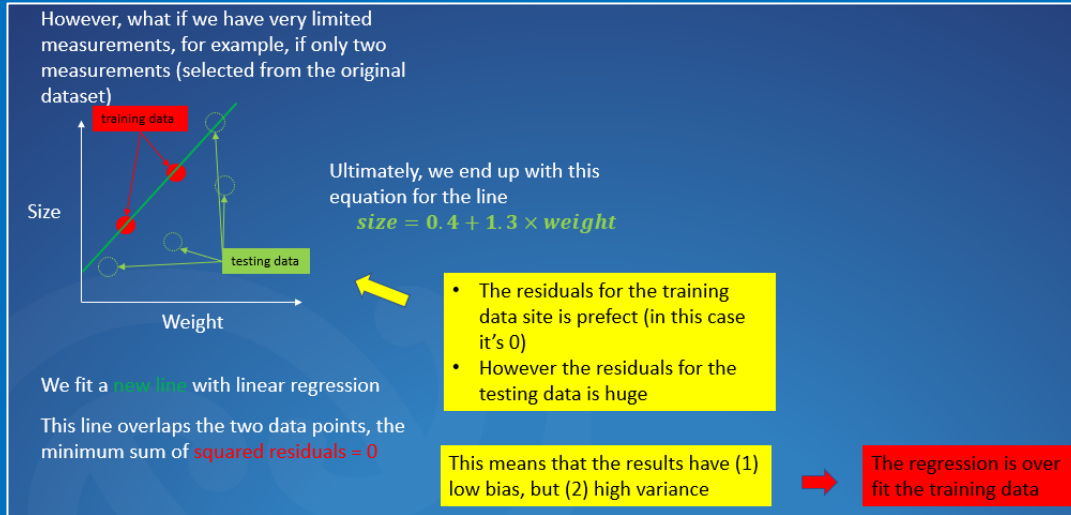 However, what if we have very limited
measurements, for example, if only two
measurements (selected from the original
dataset)
training data
Size
testing data
Weight
Ultimately, we end up with this
equation for the line
size = 0.4 + 1.3 × weight
• The residuals for the training
data site is prefect (in this case
it's 0)
• However the residuals for the
testing data is huge
We fit a new line with linear regression
This line overlaps the two data points, the
minimum sum of squared residuals = 0
This means that the results have (1)
low bias, but (2) high variance
The regression is over
fit the training data